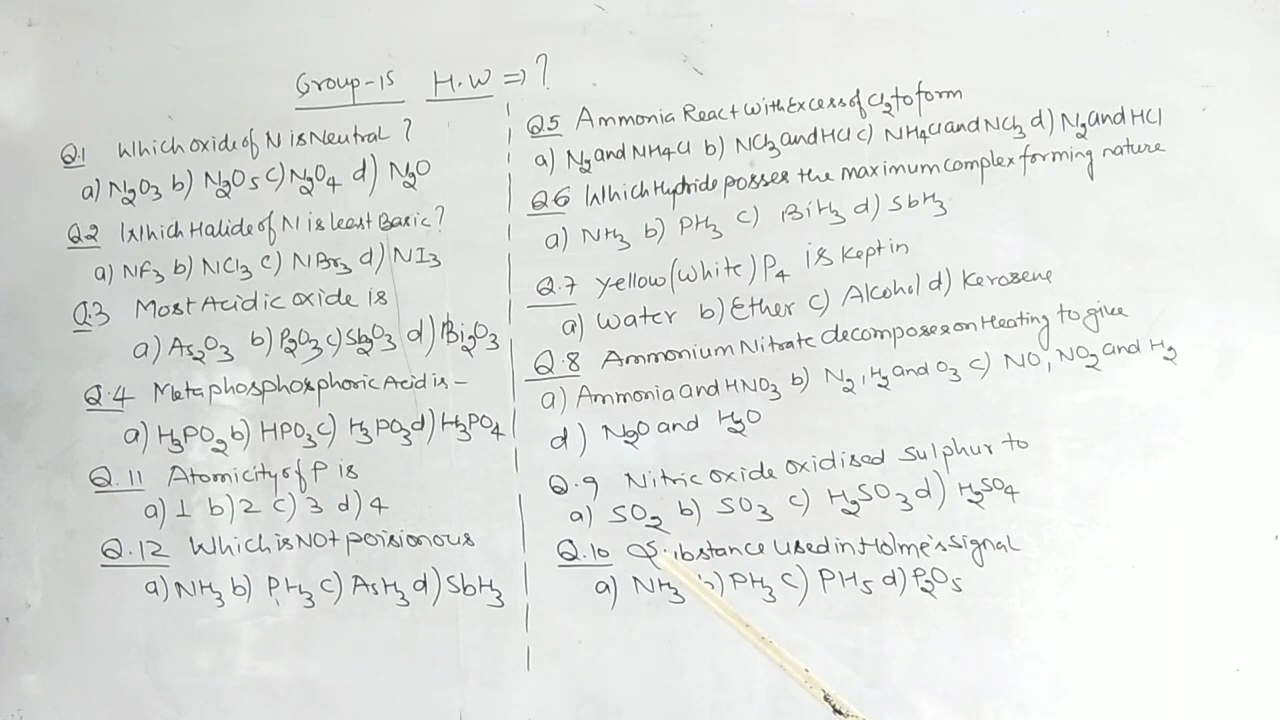 Group-15 H.W ⇒ ?
Q.1 Which oxide of N is Neutral ?
a) N₂O₃ b) N₂O₅ c) N₂O₄ d) N₂O
Q.2 Which Halide of N is least Basic ?
a) NF₃ b) NCl₃ c) NBr₃ d) NI₃
Q.3 Most Acidic oxide is
a) As₂O₃ b) P₂O₃ c) Sb₂O₃ d) Bi₂O₃
Q.4 Metaphosphosphoric Acid is -
a) H₃PO₂ b) HPO₃ c) H₃PO₃ d) H₃PO₄
Q.11 Atomicity of P is
a) 1 b) 2 c) 3 d) 4
Q.12 Which is NOt poisionous
a) NH₃ b) PH₃ c) AsH₃ d) SbH₃
Q.5 Ammonia React with Excess of Cl₂ to form
a) N₂ and NH4Cl b) NCl₃ and HCl c) NH4Cl and NCl₃ d) N₂ and HCl
Q.6 Which Hydride posses the maximum complex forming nature
a) NH₃ b) PH₃ c) BiH₃ d) SbH₃
Q.7 Yellow (White) P₄ is kept in
a) Water b) Ether c) Alcohol d) Kerosene
Q.8 Ammonium Nitrate decomposes on Heating to give
a) Ammonia and HNO₃ b) N₂, H₂ and O₃ c) NO, NO₂ and H₂
d) N₂O and H₂O
Q.9 Nitric oxide oxidised Sulphur to
a) SO₂ b) SO₃ c) H₂SO₃ d) H₂SO₄
Q.10 Substance used in Holme's signal
a) NH₃ b) PH₃ c) PH₅ d) P₂O₅